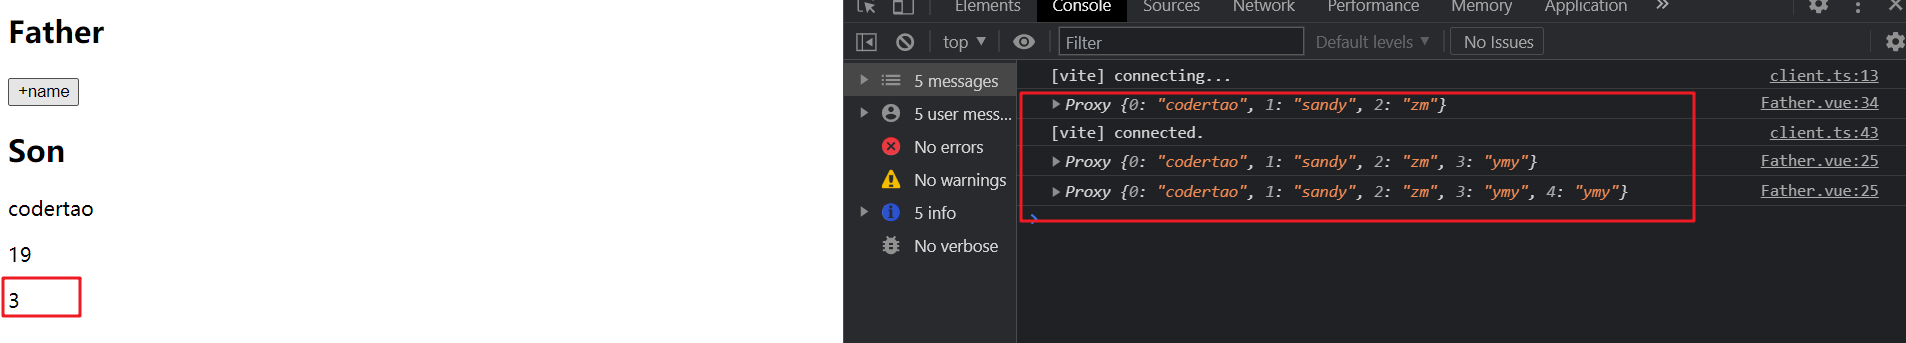 Father
+name
Son
codertao
19
3
Elements Console Sources Network Performance Memory Application »
top ▼ Filter Default levels ▼ No Issues
5 messages
5 user mess...
No errors
No warnings
5 info
No verbose
[vite] connecting... client.ts:13
Proxy {0: "codertao", 1: "sandy", 2: "zm"} Father.vue:34
[vite] connected. client.ts:43
Proxy {0: "codertao", 1: "sandy", 2: "zm", 3: "ymy"} Father.vue:25
Proxy {0: "codertao", 1: "sandy", 2: "zm", 3: "ymy", 4: "ymy"} Father.vue:25